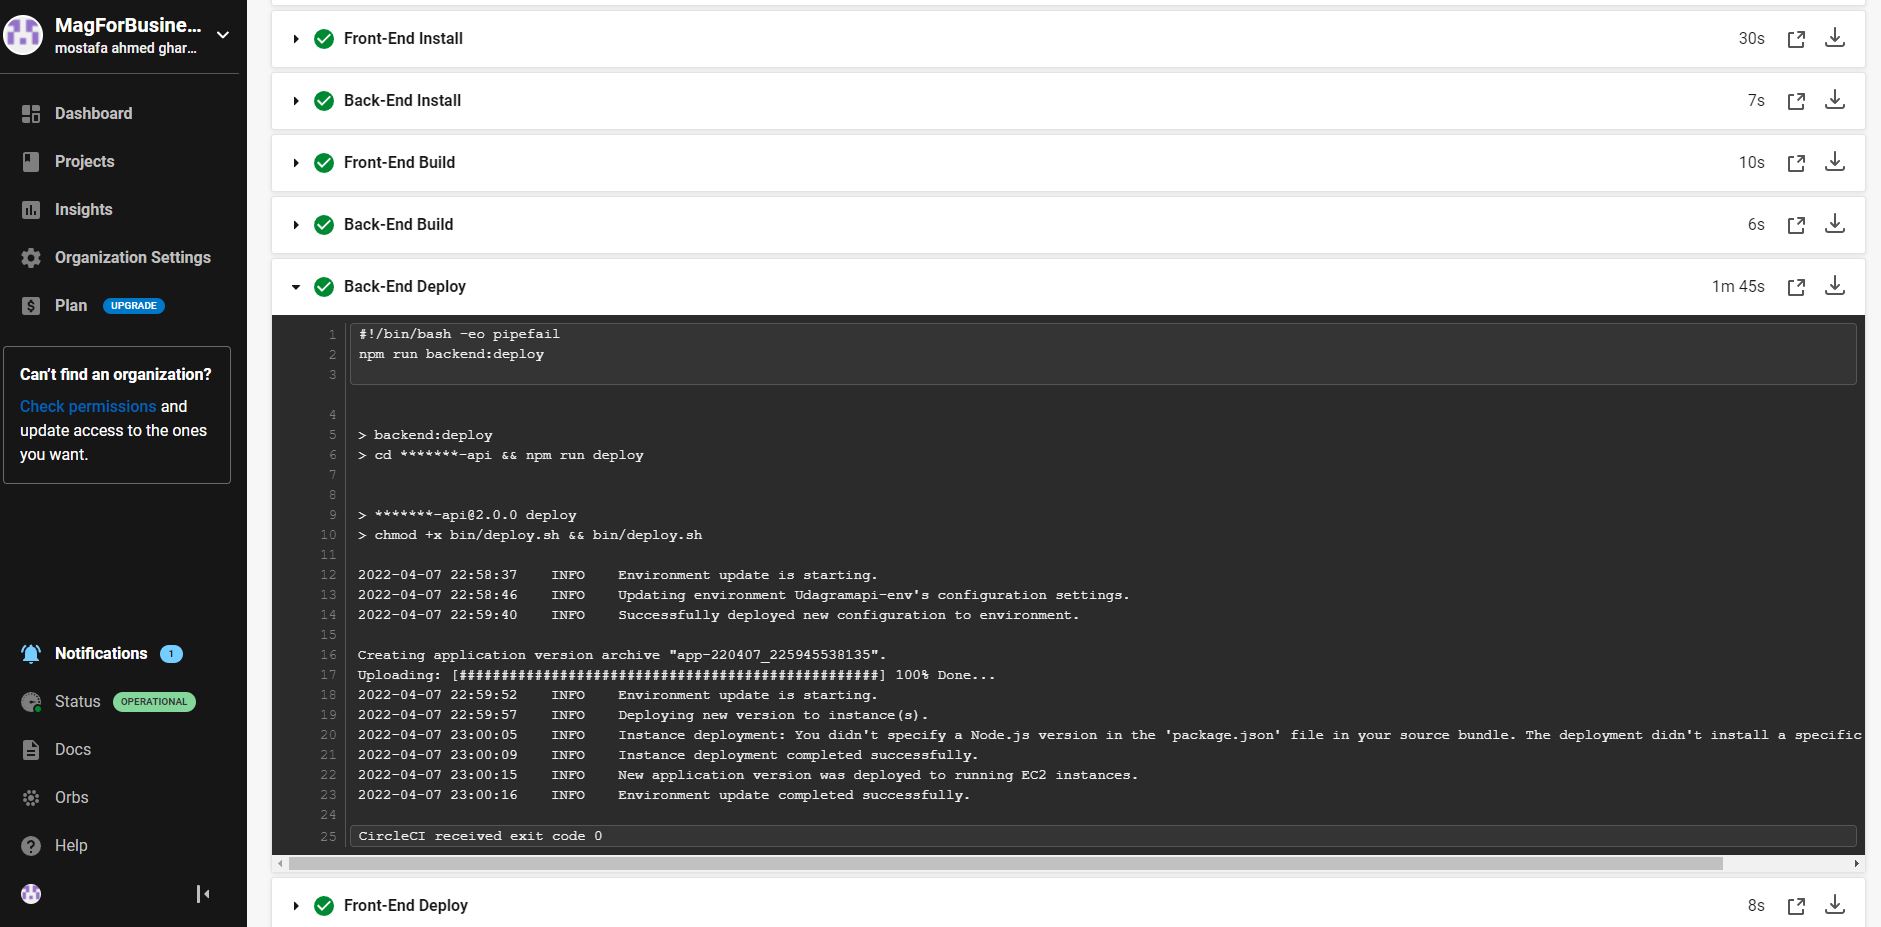 MagForBusine...
mostafa ahmed ghar...
Dashboard
Projects
Insights
Organization Settings
Plan UPGRADE
Can't find an organization?
Check permissions and
update access to the ones
you want.
Notifications 1
Status OPERATIONAL
Docs
Orbs
Help
Front-End Install 30s
Back-End Install 7s
Front-End Build 10s
Back-End Build 6s
Back-End Deploy 1m 45s
1 #!/bin/bash -eo pipefail
2 npm run backend:deploy
3
4
5 > backend:deploy
6 > cd *******-api && npm run deploy
7
8
9 > *******-api@2.0.0 deploy
10 > chmod +x bin/deploy.sh && bin/deploy.sh
11
12 2022-04-07 22:58:37 INFO Environment update is starting.
13 2022-04-07 22:58:46 INFO Updating environment Udagramapi-env's configuration settings.
14 2022-04-07 22:59:40 INFO Successfully deployed new configuration to environment.
15
16 Creating application version archive "app-220407_225945538135".
17 Uploading: [##################################################] 100% Done...
18 2022-04-07 22:59:52 INFO Environment update is starting.
19 2022-04-07 22:59:57 INFO Deploying new version to instance(s).
20 2022-04-07 23:00:05 INFO Instance deployment: You didn't specify a Node.js version in the 'package.json' file in your source bundle. The deployment didn't install a specific
21 2022-04-07 23:00:09 INFO Instance deployment completed successfully.
22 2022-04-07 23:00:15 INFO New application version was deployed to running EC2 instances.
23 2022-04-07 23:00:16 INFO Environment update completed successfully.
24
25 CircleCI received exit code 0
Front-End Deploy 8s